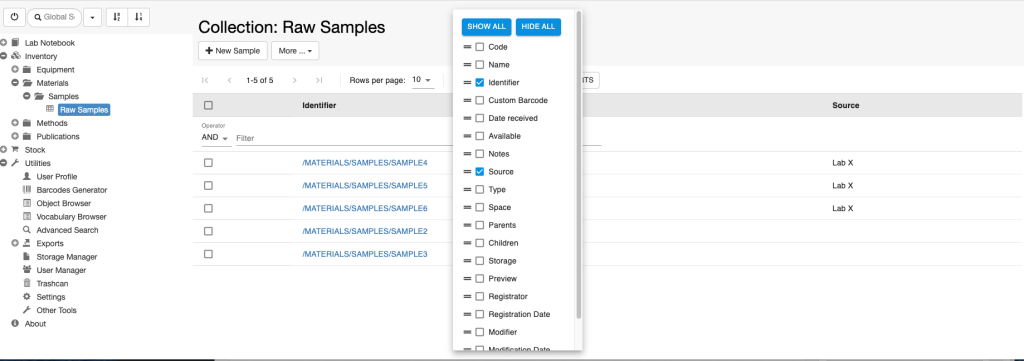 Global S
Lab Notebook
Inventory
Equipment
Materials
Samples
Raw Samples
Methods
Publications
Stock
Utilities
User Profile
Barcodes Generator
Object Browser
Vocabulary Browser
Advanced Search
Exports
Storage Manager
User Manager
Trashcan
Settings
Other Tools
About
Collection: Raw Samples
+ New Sample More ...
1-5 of 5 Rows per page: 10
Identifier Source
Operator
AND Filter
/MATERIALS/SAMPLES/SAMPLE4 Lab X
/MATERIALS/SAMPLES/SAMPLE5 Lab X
/MATERIALS/SAMPLES/SAMPLE6 Lab X
/MATERIALS/SAMPLES/SAMPLE2
/MATERIALS/SAMPLES/SAMPLE3
SHOW ALL HIDE ALL
Code
Name
Identifier
Custom Barcode
Date received
Available
Notes
Source
Type
Space
Parents
Children
Storage
Preview
Registrator
Registration Date
Modifier
Modification Date